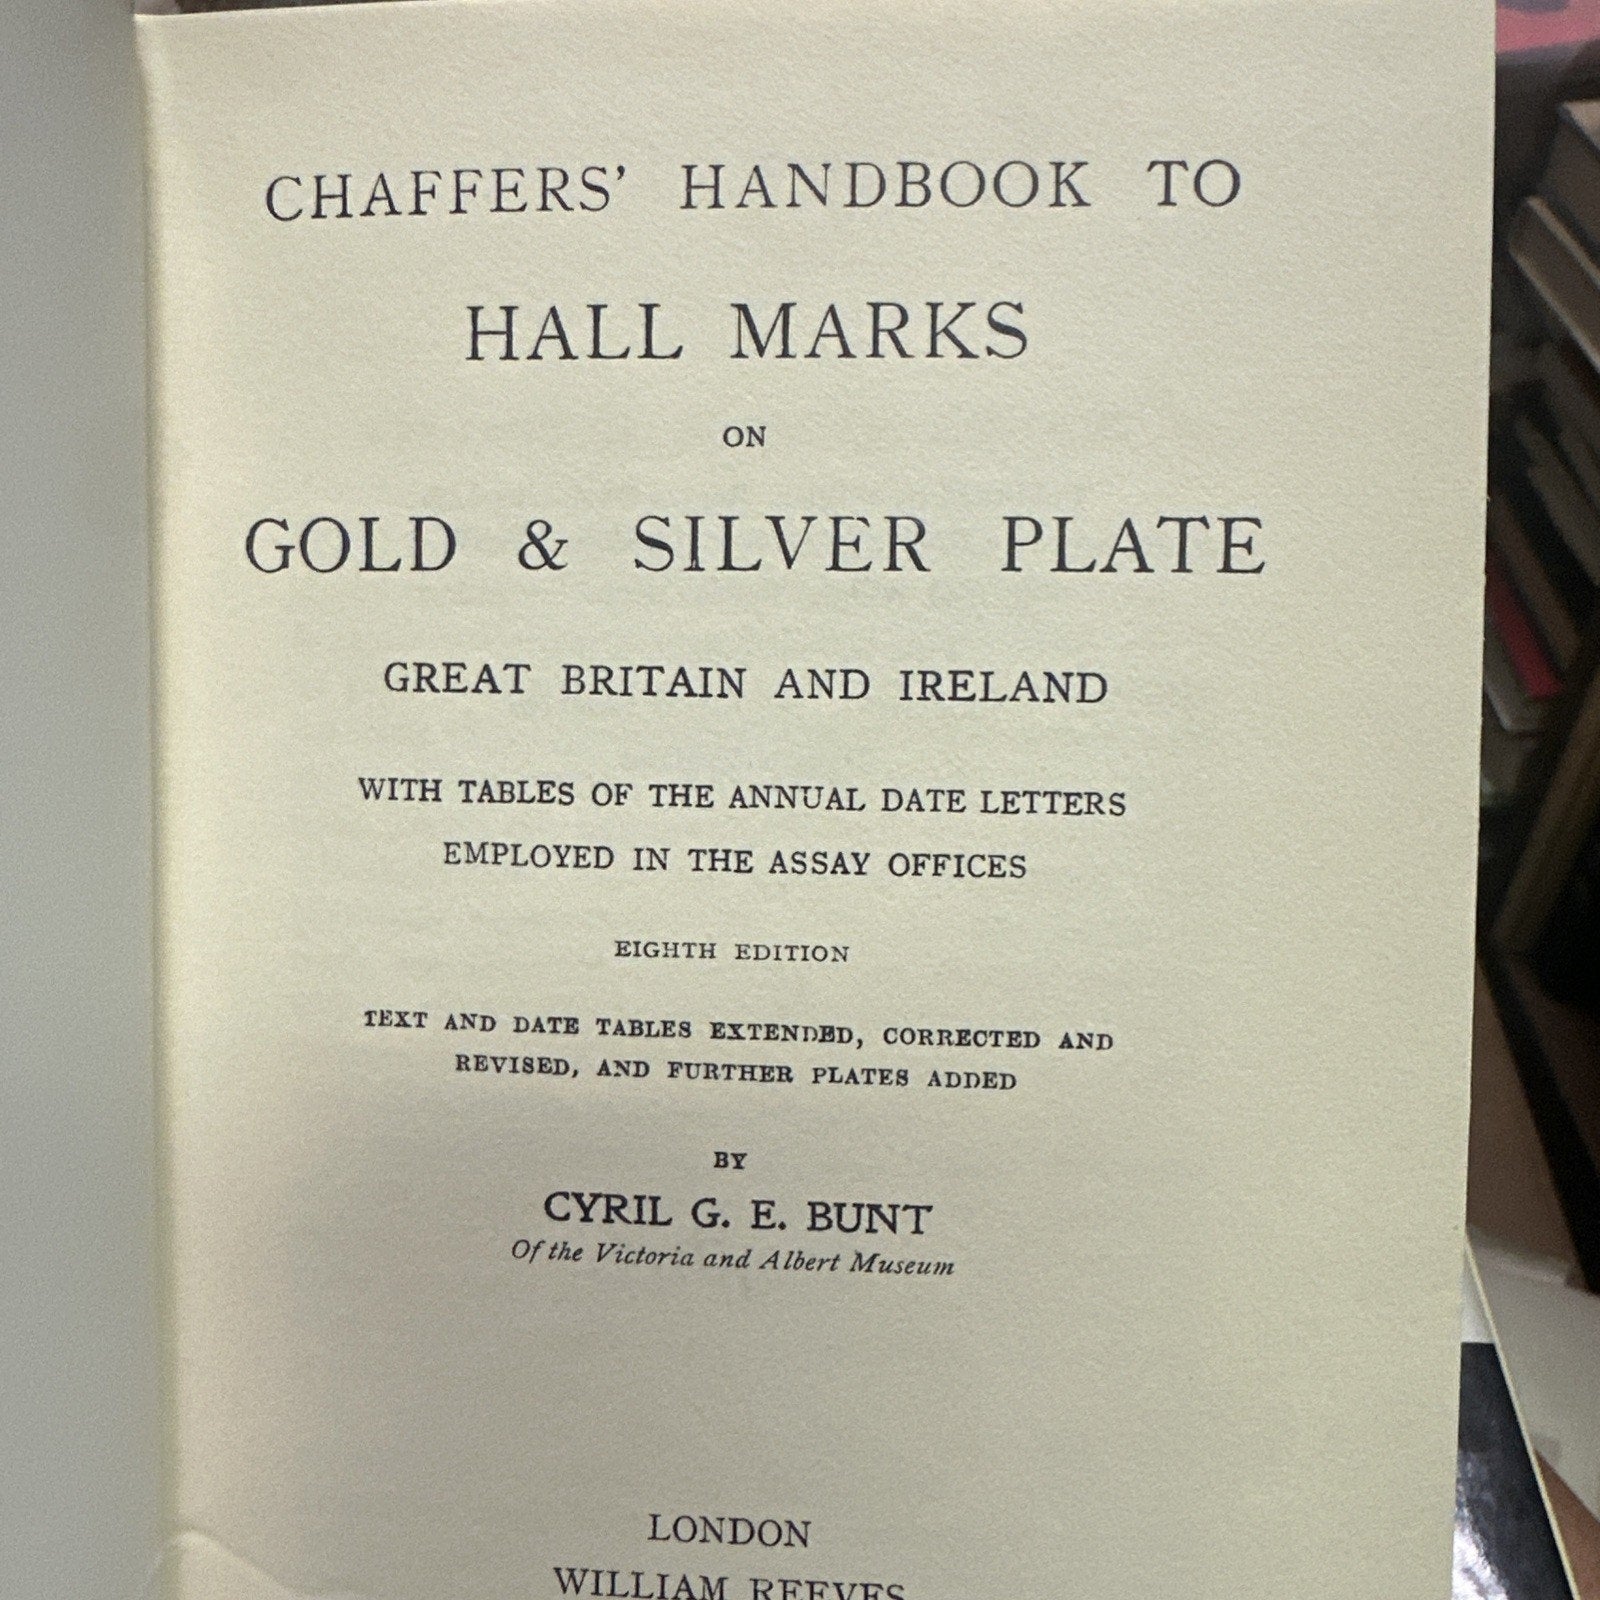 CHAFFERS' HANDBOOK TO
HALL MARKS
ON
GOLD & SILVER PLATE
GREAT BRITAIN AND IRELAND
WITH TABLES OF THE ANNUAL DATE LETTERS
EMPLOYED IN THE ASSAY OFFICES
EIGHTH EDITION
TEXT AND DATE TABLES EXTENDED, CORRECTED AND
REVISED, AND FURTHER PLATES ADDED
BY
CYRIL G. E. BUNT
Of the Victoria and Albert Museum
LONDON
WILLIAM REEVES